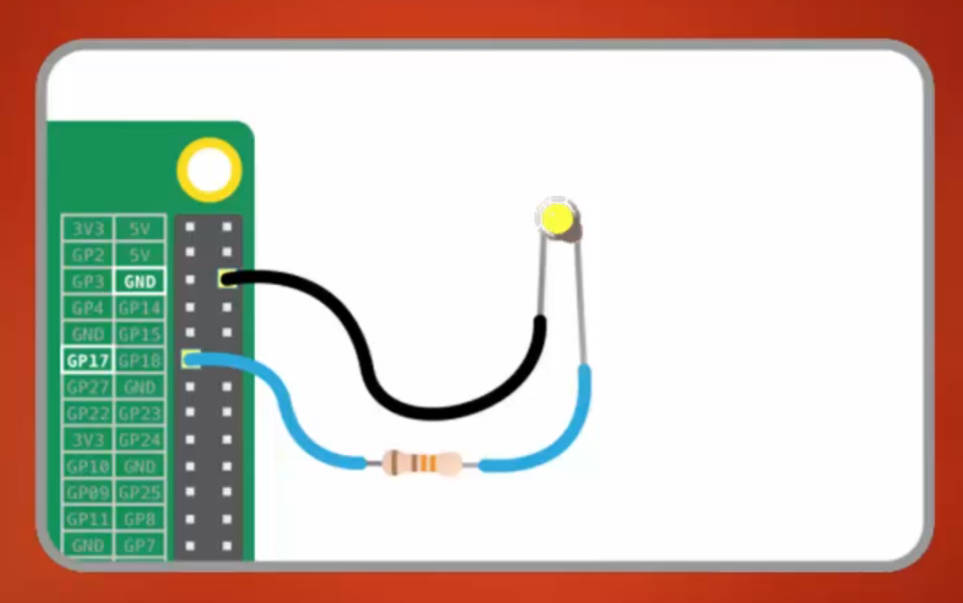 3V3 5V
GP2 5V
GP3 GND
GP4 GP14
GND GP15
GP17 GP18
GP27 GND
GP22 GP23
3V3 GP24
GP10 GND
GP09 GP25
GP11 GP8
GND GP7